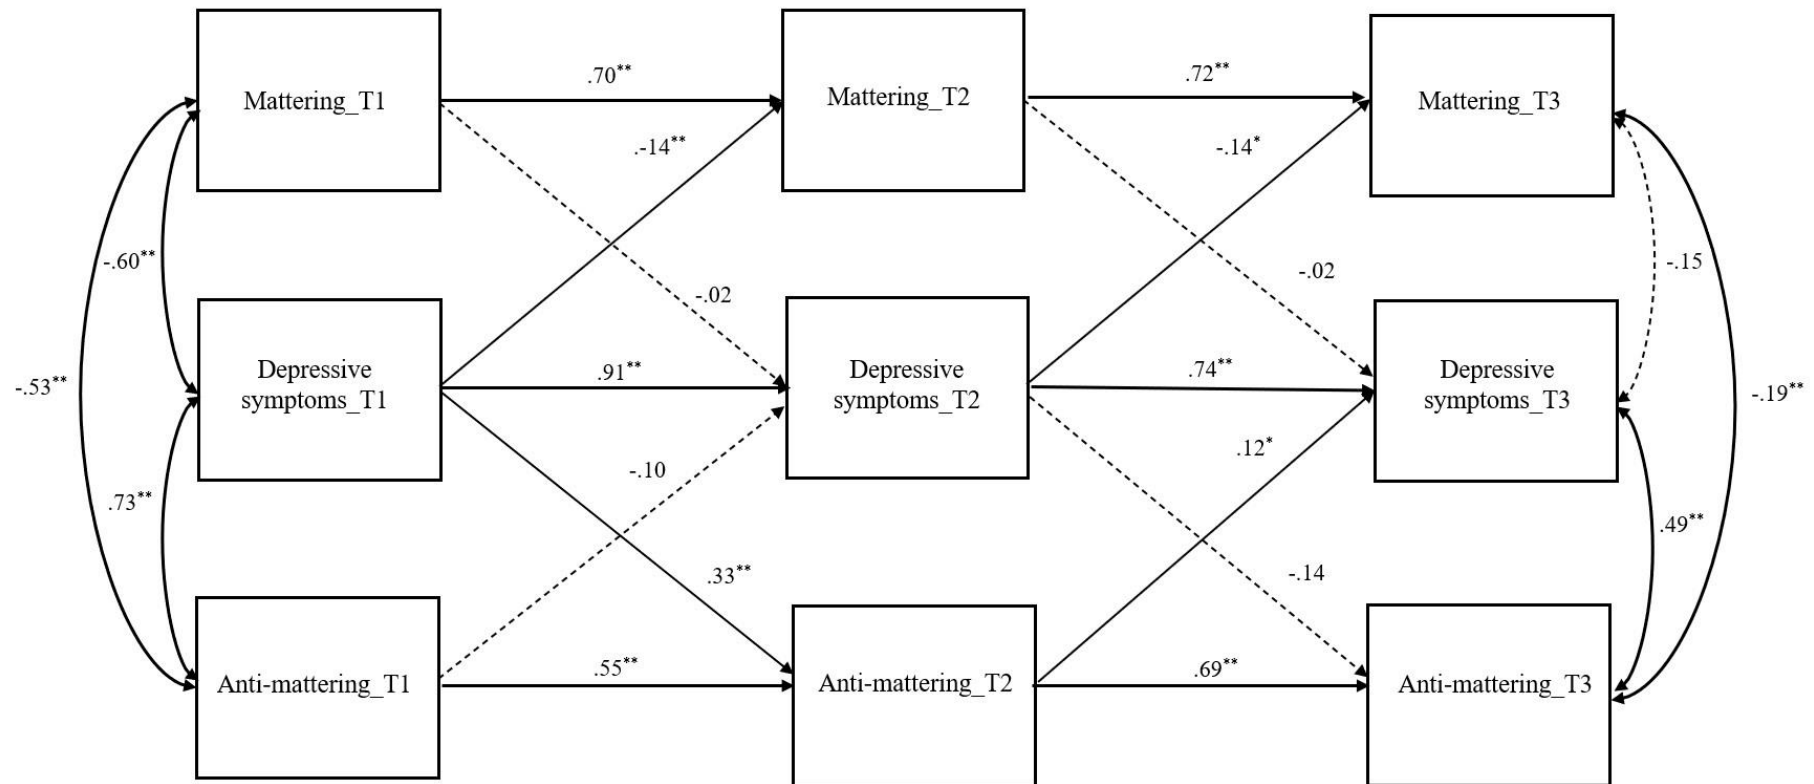 Mattering_T1
.70**
Mattering_T2
.72**
Mattering_T3
.-14**
-.14*
-.60**
-.02
-.02
-.15
Depressive
symptoms_T1
.91**
Depressive
symptoms_T2
.74**
Depressive
symptoms_T3
-.53**
-.19**
.73**
-.10
.12*
.49**
.33**
-.14
Anti-mattering_T1
.55**
Anti-mattering_T2
.69**
Anti-mattering_T3